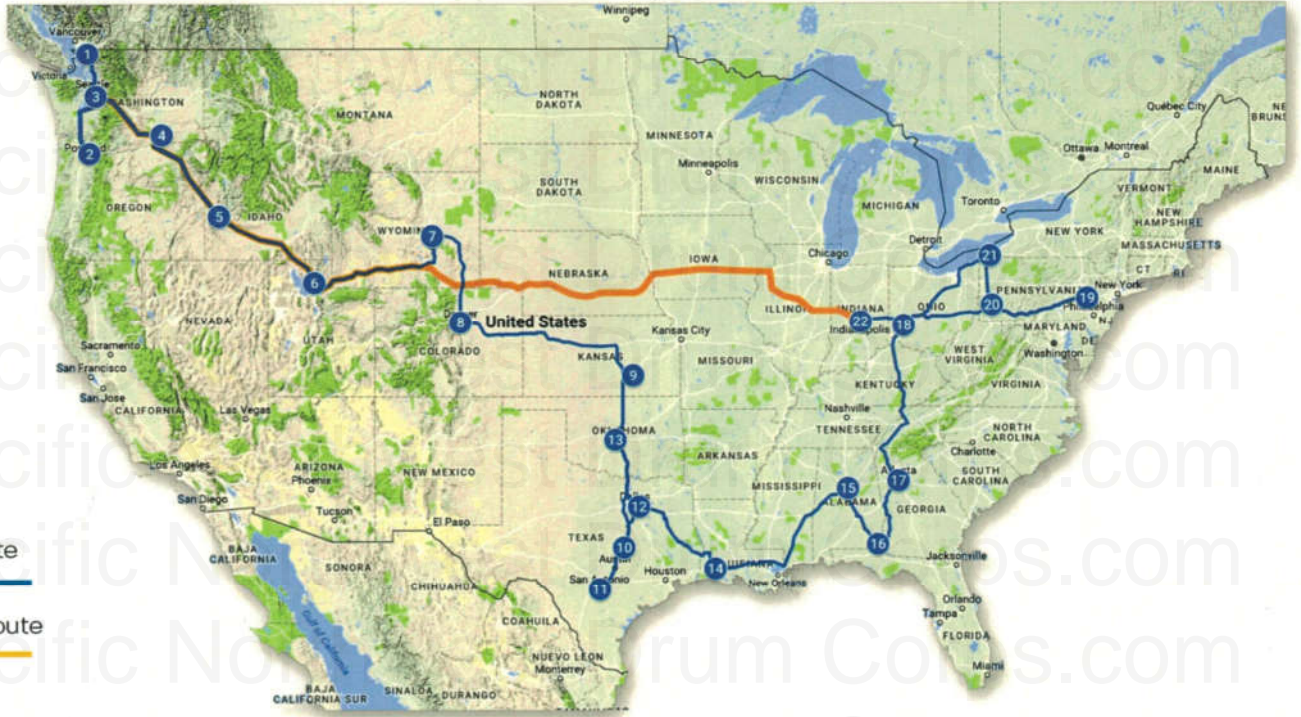 Winnipeg
Vancouver
1
Victoria
Seattle
3
WASHINGTON
4
2
OREGON
5
IDAHO
MONTANA
NORTH
DAKOTA
MINNESOTA
Minneapolis
SOUTH
DAKOTA
WISCONSIN
MICHIGAN
Québec City
Ottawa
Montreal
MAINE
VERMONT
NEW
HAMPSHIRE
Toronto
NEW YORK
MASSACHUSETTS
CT
RI
Detroit
Chicago
IOWA
WYOMING
7
6
NEBRASKA
ILLINOIS
INDIANA
22
Indianapolis
18
OHIO
21
20
PENNSYLVANIA
19
New York
Philadelphia
NJ
MARYLAND
DE
Washington
NEVADA
UTAH
8
United States
COLORADO
Kansas City
KANSAS
9
MISSOURI
WEST
VIRGINIA
VIRGINIA
KENTUCKY
Sacramento
San Francisco
San Jose
CALIFORNIA
Las Vegas
Nashville
TENNESSEE
NORTH
CAROLINA
Charlotte
SOUTH
CAROLINA
OKLAHOMA
13
ARKANSAS
Los Angeles
ARIZONA
Phoenix
NEW MEXICO
San Diego
Tucson
El Paso
Dallas
12
MISSISSIPPI
15
ALABAMA
Atlanta
17
GEORGIA
16
TEXAS
10
Austin
San Antonio
11
Houston
14
LOUISIANA
New Orleans
Jacksonville
Orlando
Tampa
FLORIDA
Miami
BAJA
CALIFORNIA
SONORA
CHIHUAHUA
COAHUILA
Gulf of California
NUEVO LEON
Monterrey
BAJA
CALIFORNIA SUR
SINALOA
DURANGO
te
oute